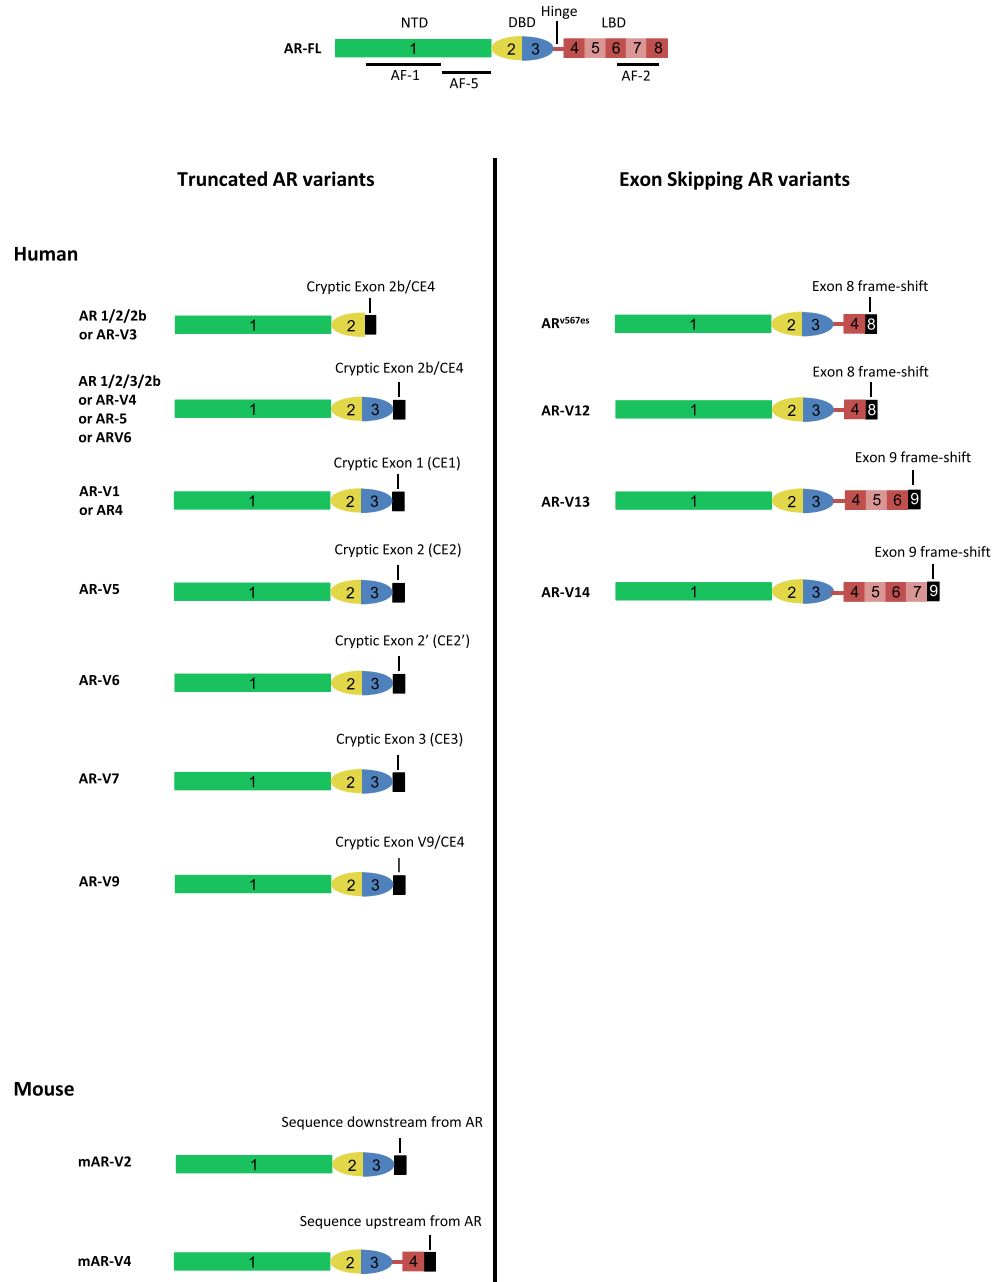 Hinge
NTD DBD LBD
AR-FL 1 2 3 4 5 6 7 8
AF-1 AF-5 AF-2
Truncated AR variants
Exon Skipping AR variants
Human
Cryptic Exon 2b/CE4
AR 1/2/2b
or AR-V3
1 2
Cryptic Exon 2b/CE4
AR 1/2/3/2b
or AR-V4
or AR-5
or ARV6
1 2 3
Cryptic Exon 1 (CE1)
AR-V1
or AR4
1 2 3
Cryptic Exon 2 (CE2)
AR-V5 1 2 3
Cryptic Exon 2’ (CE2’)
AR-V6 1 2 3
Cryptic Exon 3 (CE3)
AR-V7 1 2 3
Cryptic Exon V9/CE4
AR-V9 1 2 3
Exon 8 frame-shift
ARv567es 1 2 3 4 8
Exon 8 frame-shift
AR-V12 1 2 3 4 8
Exon 9 frame-shift
AR-V13 1 2 3 4 5 6 9
Exon 9 frame-shift
AR-V14 1 2 3 4 5 6 7 9
Mouse
Sequence downstream from AR
mAR-V2 1 2 3
Sequence upstream from AR
mAR-V4 1 2 3 4